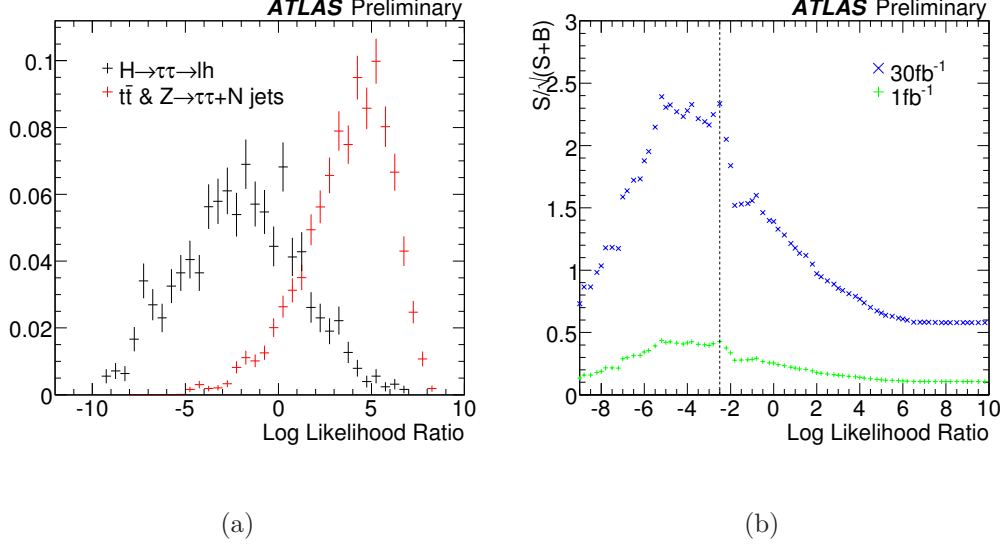 ATLAS Preliminary
H→ττ→lh
tt̄ & Z→ττ+N jets
0.1
0.08
0.06
0.04
0.02
0
-10 -5 0 5 10
Log Likelihood Ratio
(a)
ATLAS Preliminary
S/√(S+B)
30fb⁻¹
1fb⁻¹
3
2.5
2
1.5
1
0.5
0
-8 -6 -4 -2 0 2 4 6 8 10
Log Likelihood Ratio
(b)